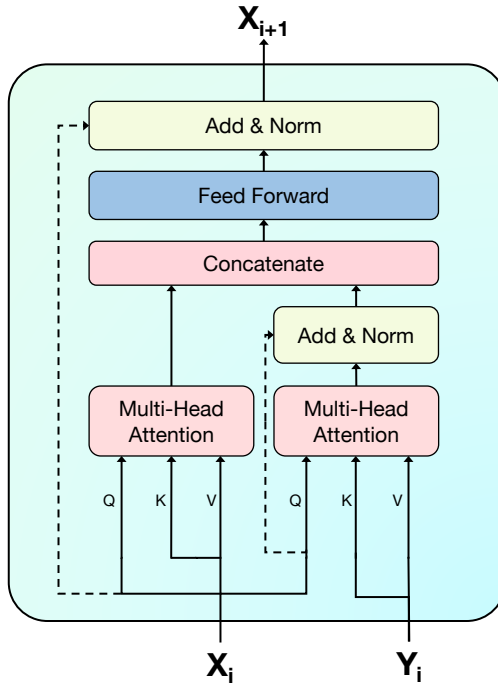 X_{i+1}
Add & Norm
Feed Forward
Concatenate
Add & Norm
Multi-Head
Attention
Multi-Head
Attention
Q K V Q K V
X_i Y_i